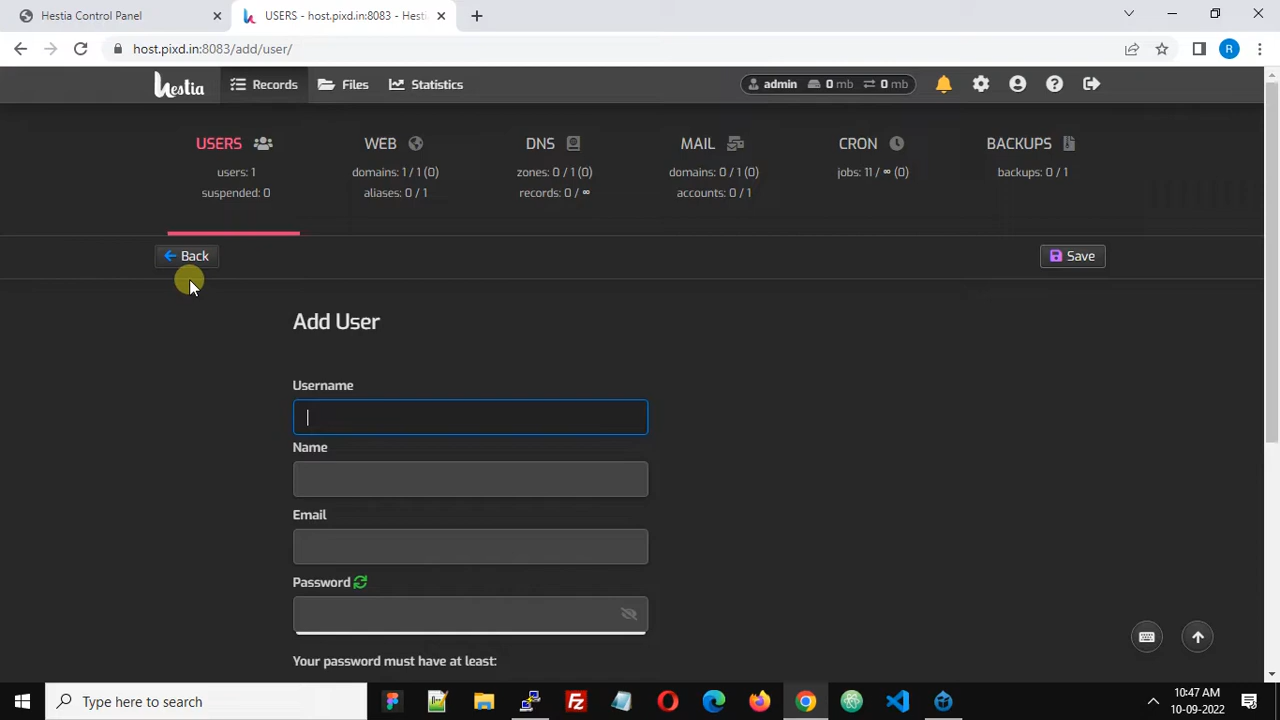 Hestia Control Panel
USERS - host.pixd.in:8083 - Hesti
host.pixd.in:8083/add/user/
R
hestia
Records
Files
Statistics
admin 0 mb 0 mb
USERS
users: 1
suspended: 0
WEB
domains: 1 / 1 (0)
aliases: 0 / 1
DNS
zones: 0 / 1 (0)
records: 0 / ∞
MAIL
domains: 0 / 1 (0)
accounts: 0 / 1
CRON
jobs: 11 / ∞ (0)
BACKUPS
backups: 0 / 1
Back
Save
Add User
Username
Name
Email
Password
Your password must have at least:
Type here to search
10:47 AM
10-09-2022